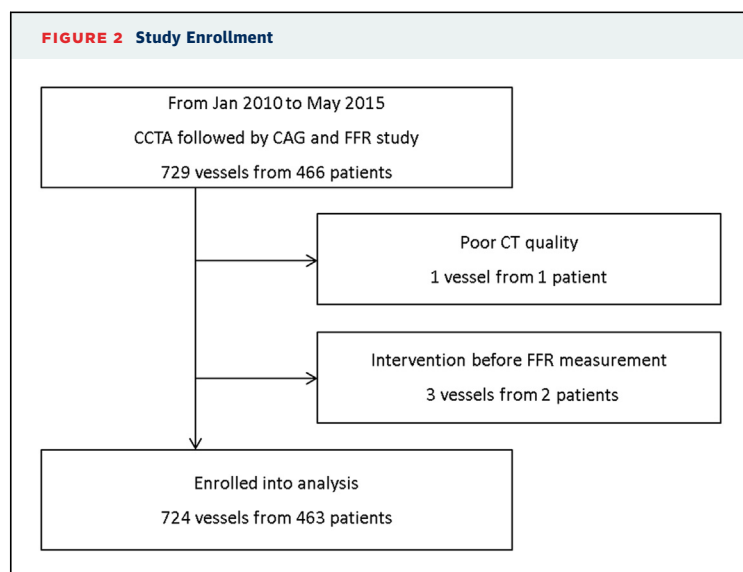 FIGURE 2 Study Enrollment
From Jan 2010 to May 2015
CCTA followed by CAG and FFR study
729 vessels from 466 patients
Poor CT quality
1 vessel from 1 patient
Intervention before FFR measurement
3 vessels from 2 patients
Enrolled into analysis
724 vessels from 463 patients